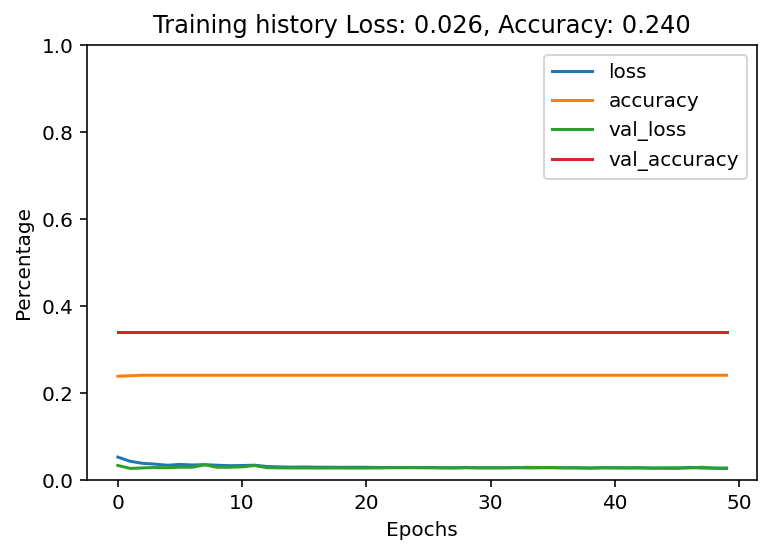 Training history Loss: 0.026, Accuracy: 0.240
1.0
0.8
0.6
0.4
0.2
0.0
Percentage
loss
accuracy
val_loss
val_accuracy
0 10 20 30 40 50
Epochs